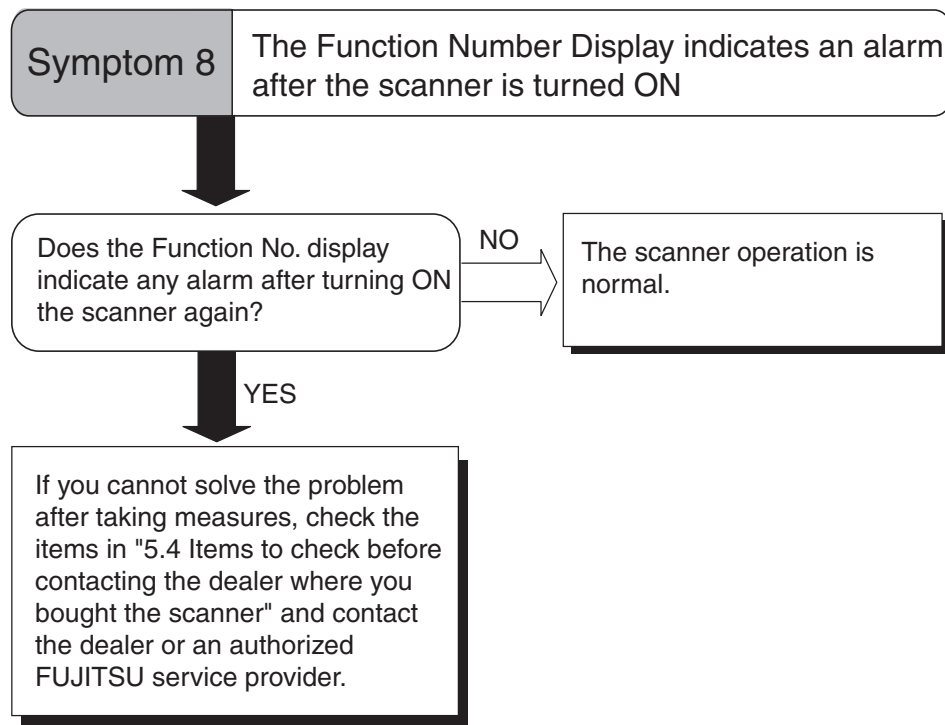 Symptom 8
The Function Number Display indicates an alarm
after the scanner is turned ON
Does the Function No. display
indicate any alarm after turning ON
the scanner again?
NO
The scanner operation is
normal.
YES
If you cannot solve the problem
after taking measures, check the
items in "5.4 Items to check before
contacting the dealer where you
bought the scanner" and contact
the dealer or an authorized
FUJITSU service provider.